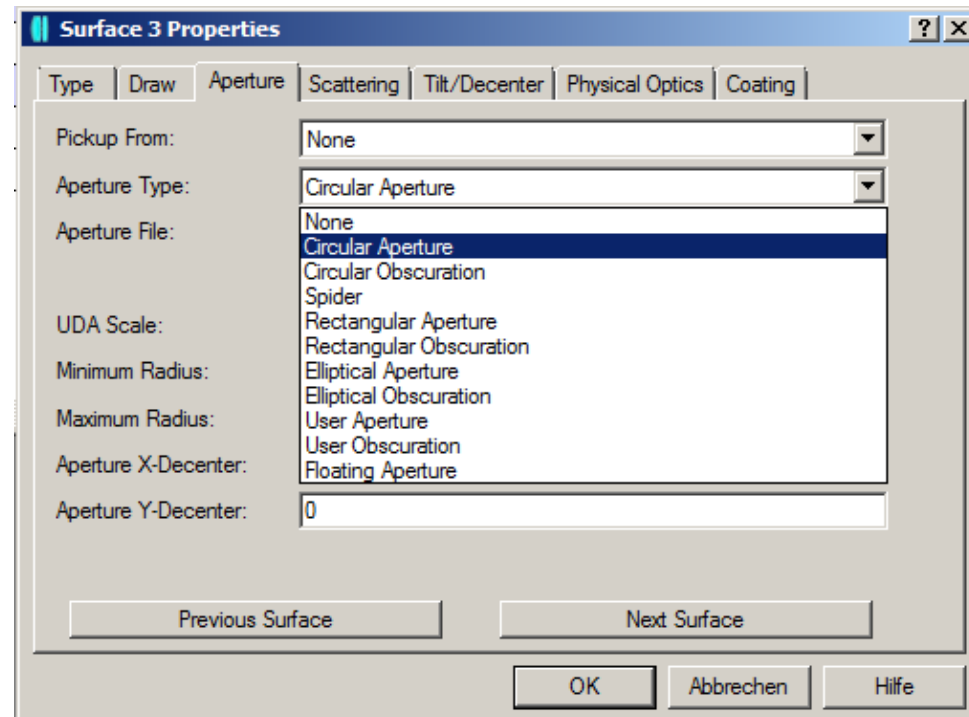 Surface 3 Properties
Type Draw Aperture Scattering Tilt/Decenter Physical Optics Coating
Pickup From: None
Aperture Type: Circular Aperture
None
Aperture File:
Circular Aperture
Circular Obscuration
Spider
Rectangular Aperture
UDA Scale:
Rectangular Obscuration
Minimum Radius:
Elliptical Aperture
Elliptical Obscuration
Maximum Radius:
User Aperture
User Obscuration
Aperture X-Decenter:
Floating Aperture
Aperture Y-Decenter: 0
Previous Surface Next Surface
OK Abbrechen Hilfe